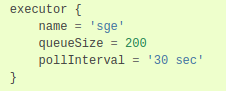 executor {
    name = 'sge'
    queueSize = 200
    pollInterval = '30 sec'
}